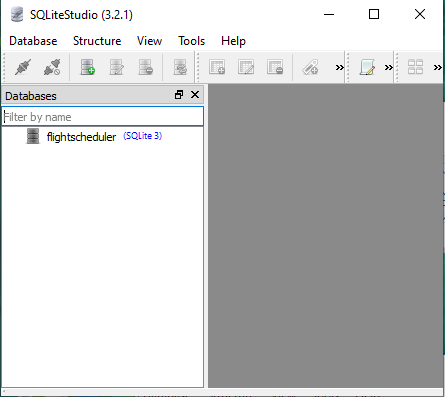 SQLiteStudio (3.2.1)
Database Structure View Tools Help
Databases
Filter by name
flightscheduler (SQLite 3)